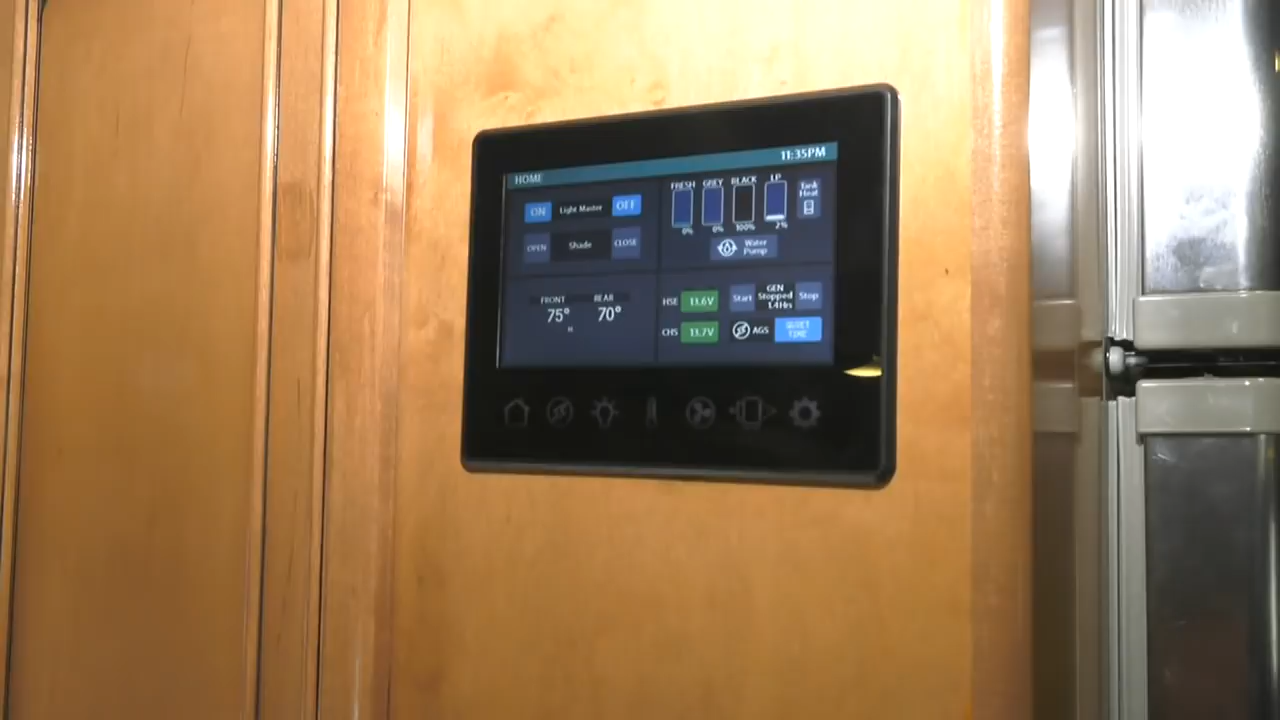 11:35PM
HOME
ON Light Master OFF
OPEN Shade CLOSE
FRESH GREY BLACK LP
0% 0% 100% 2%
Tank
Heat
Water
Pump
FRONT REAR
75° 70°
H
HSE 13.6V
CHS 13.7V
Start
GEN
Stopped
1.4Hrs
Stop
AGS
QUIET
TIME